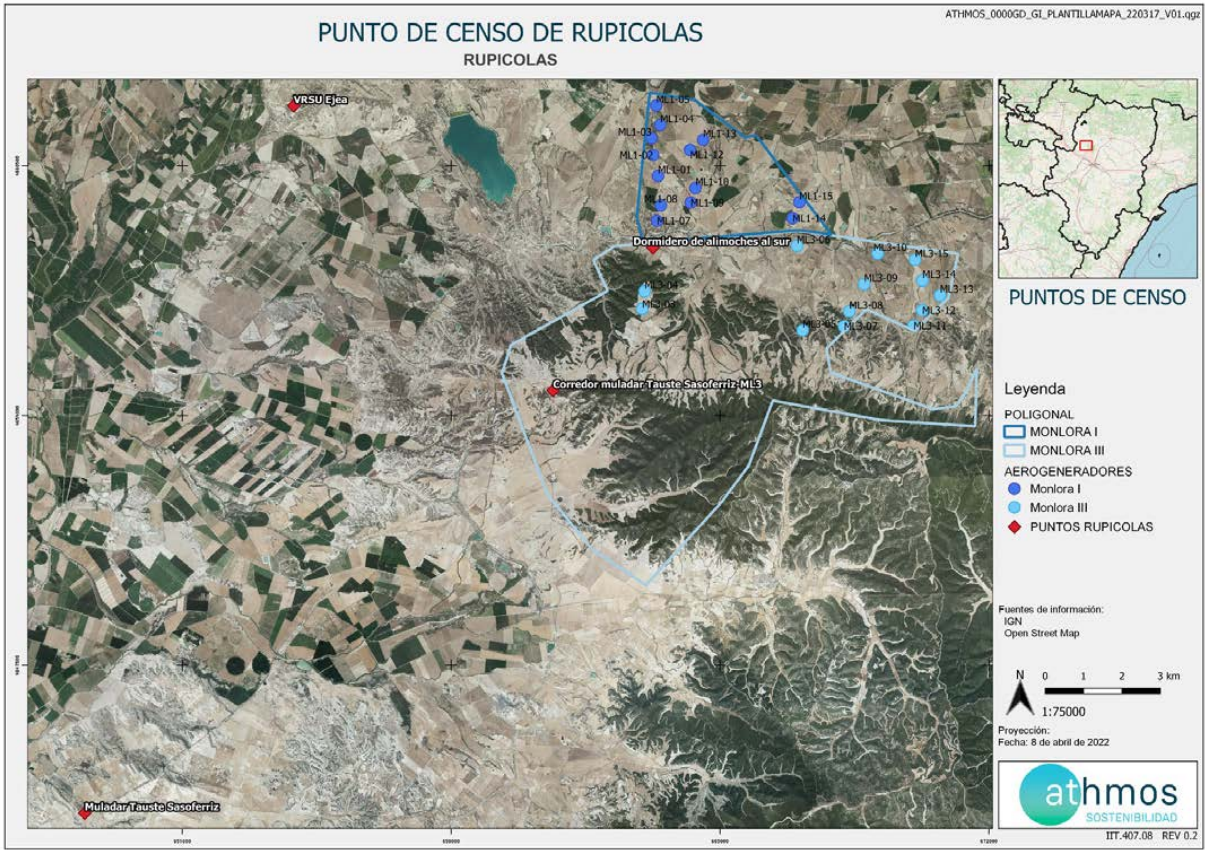 ATHMOS_0000GD_GI_PLANTILLAMAPA_220317_V01.qgz
PUNTO DE CENSO DE RUPICOLAS
RUPICOLAS
VRSU Ejea
ML1-05
ML1-04
ML1-03
ML1-13
ML1-02
ML1-12
ML1-01
ML1-10
ML1-08
ML1-09
ML1-15
ML1-07
ML1-14
Dormidero de alimoches al sur
ML3-06
ML3-10
ML3-15
ML3-04
ML3-09
ML3-14
ML3-13
ML3-03
ML3-08
ML3-12
ML3-05
ML3-07
ML3-11
Corredor muladar Tauste Sasoferriz-ML3
Muladar Tauste Sasoferriz
PUNTOS DE CENSO
Leyenda
POLIGONAL
MONLORA I
MONLORA III
AEROGENERADORES
Monlora I
Monlora III
PUNTOS RUPICOLAS
Fuentes de información:
IGN
Open Street Map
N
0 1 2 3 km
1:75000
Proyección:
Fecha: 8 de abril de 2022
athmos
SOSTENIBILIDAD
IIT.407.08 REV 0.2